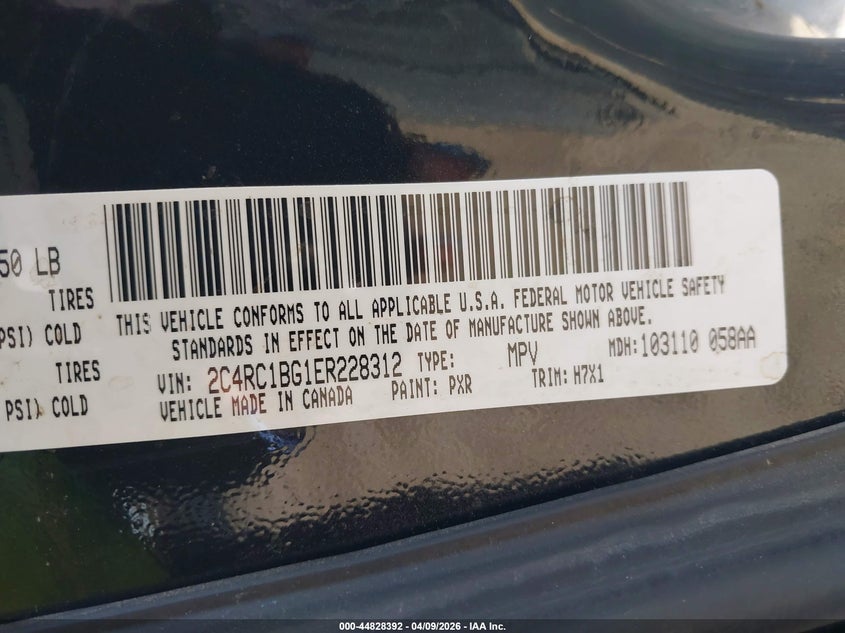 50 LB
TIRES
PSI) COLD
TIRES
PSI) COLD
THIS VEHICLE CONFORMS TO ALL APPLICABLE U.S.A. FEDERAL MOTOR VEHICLE SAFETY
STANDARDS IN EFFECT ON THE DATE OF MANUFACTURE SHOWN ABOVE.
VIN: 2C4RC1BG1ER228312 TYPE: MPV MDH: 103110 058AA
VEHICLE MADE IN CANADA PAINT: PXR TRIM: H7X1
000-44828392 | 04/09/2026 - IAA Inc.